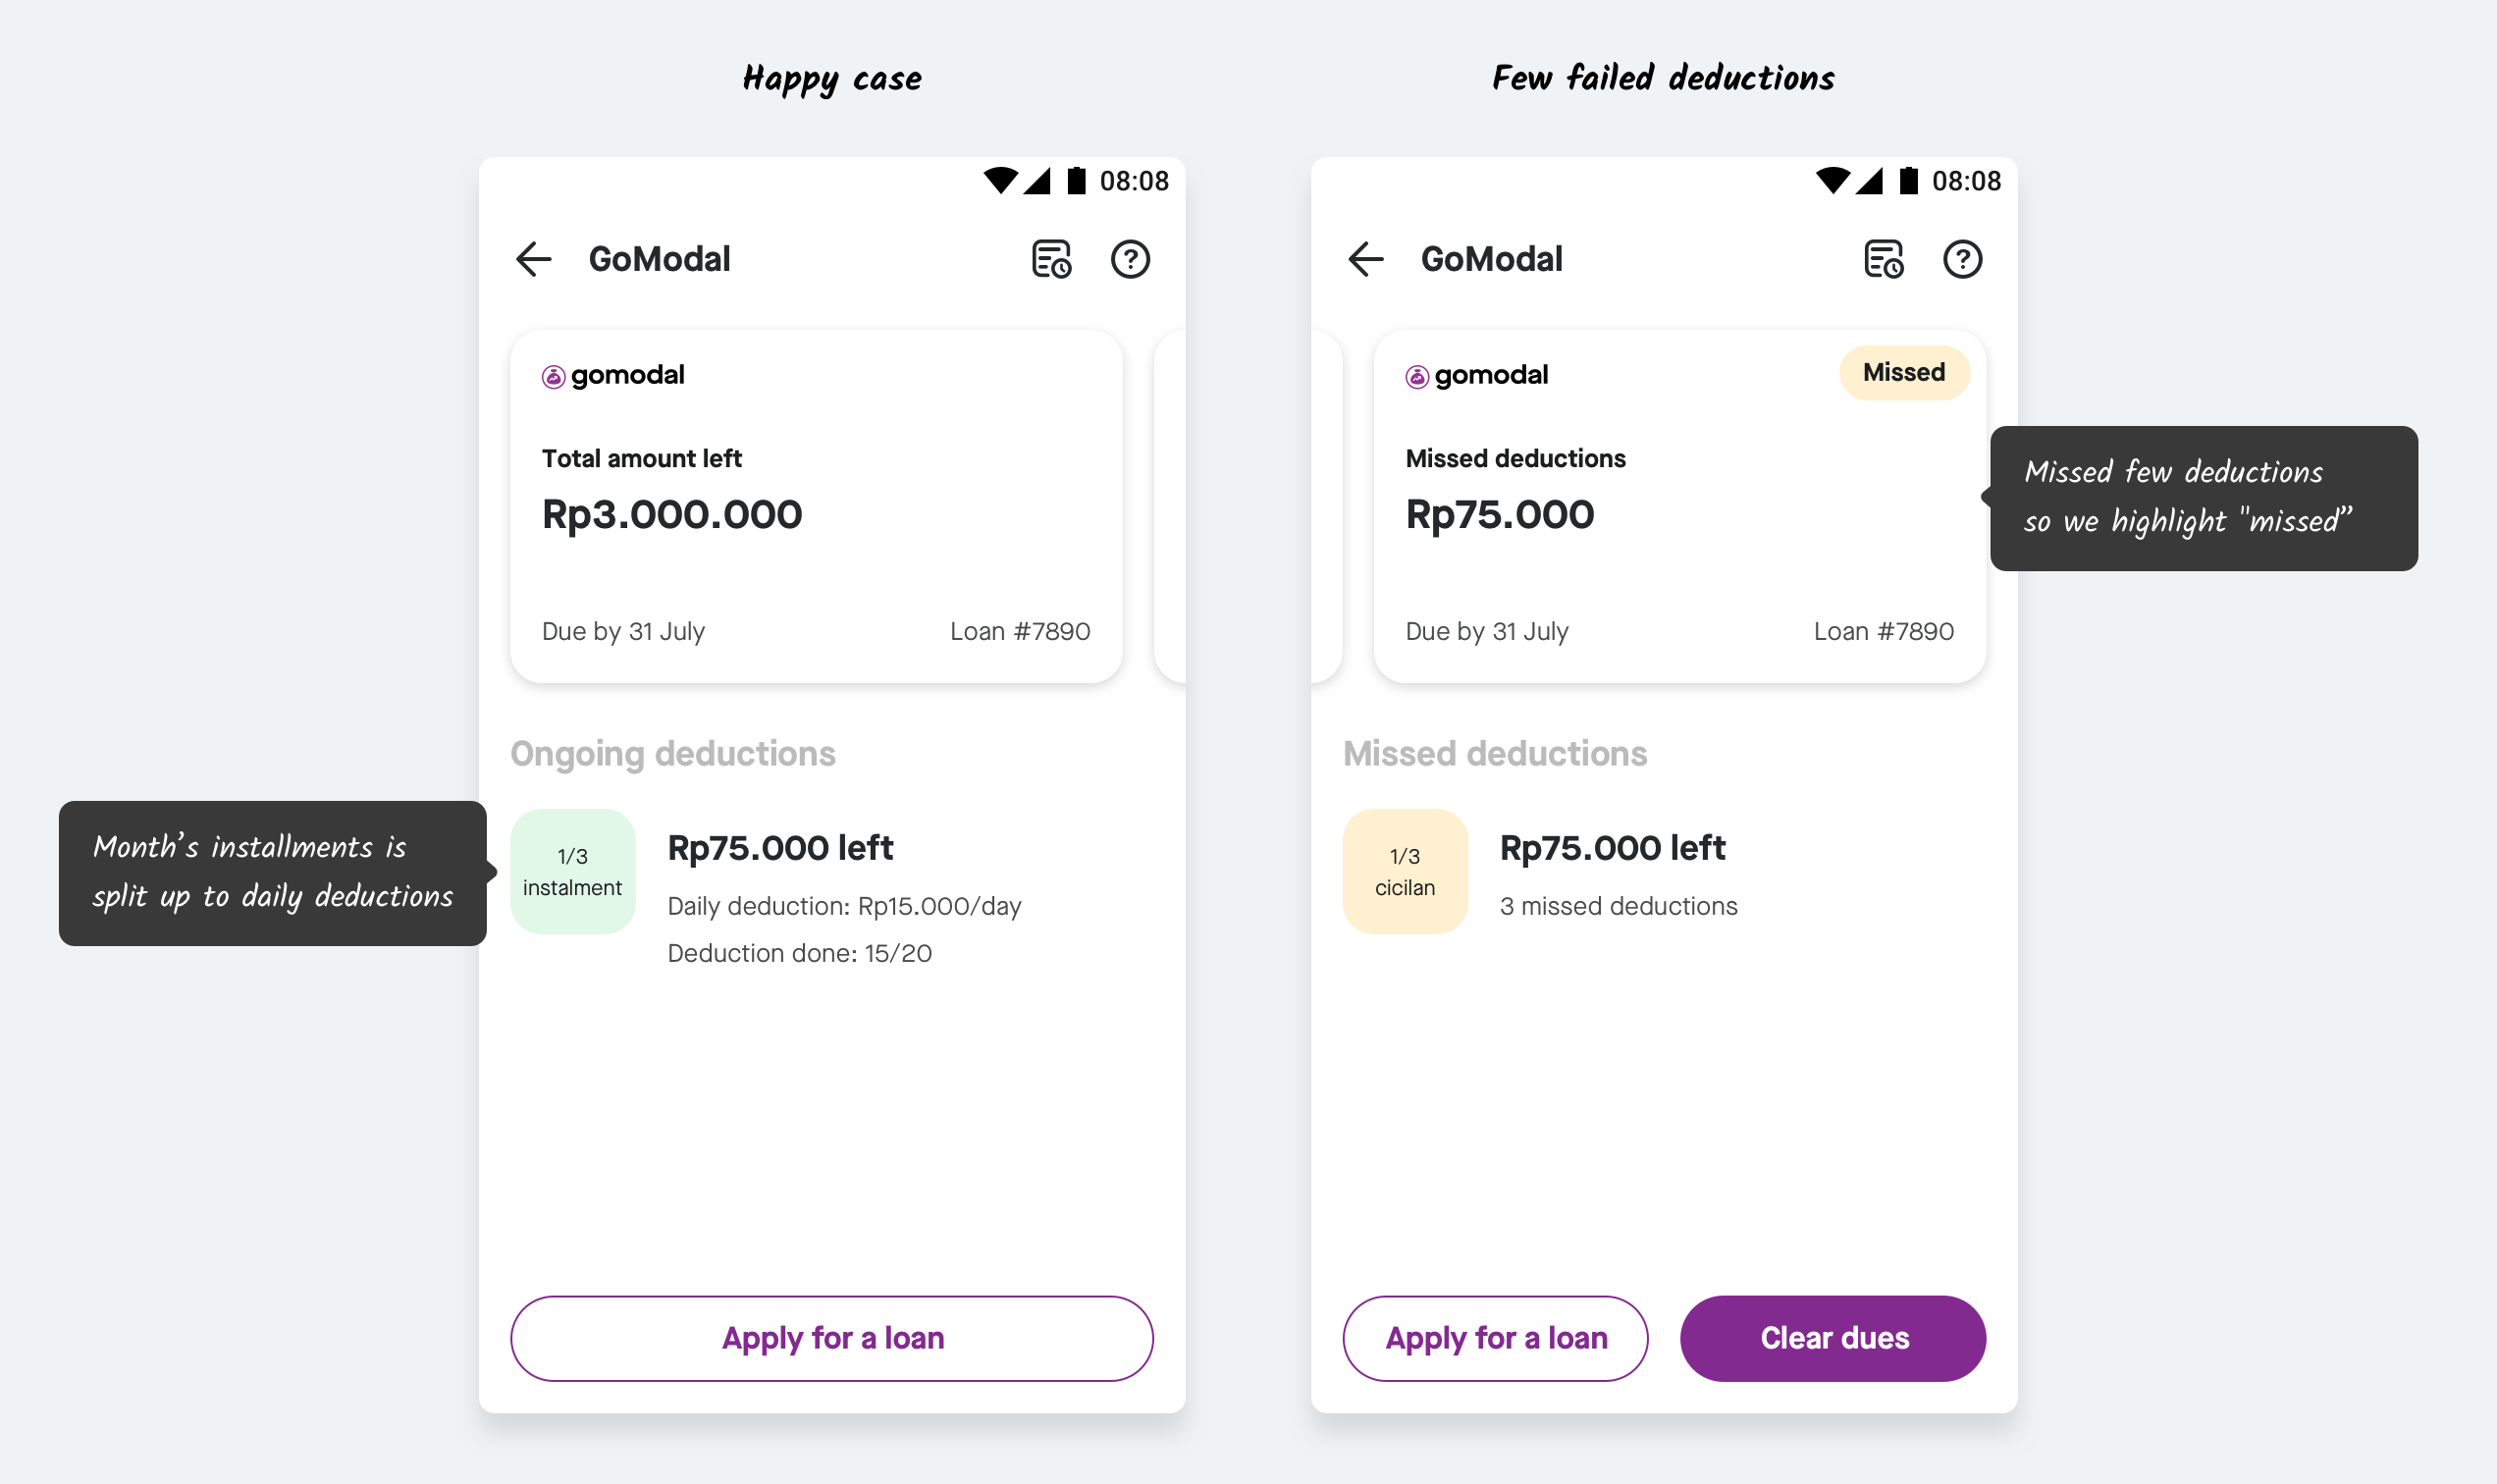 Happy case
08:08
GoModal
gomodal
Total amount left
Rp3.000.000
Due by 31 July
Loan #7890
Ongoing deductions
Month’s installments is
split up to daily deductions
1/3
instalment
Rp75.000 left
Daily deduction: Rp15.000/day
Deduction done: 15/20
Apply for a loan
Few failed deductions
08:08
GoModal
gomodal
Missed
Missed deductions
Rp75.000
Due by 31 July
Loan #7890
Missed few deductions
so we highlight "missed”
Missed deductions
1/3
cicilan
Rp75.000 left
3 missed deductions
Apply for a loan
Clear dues